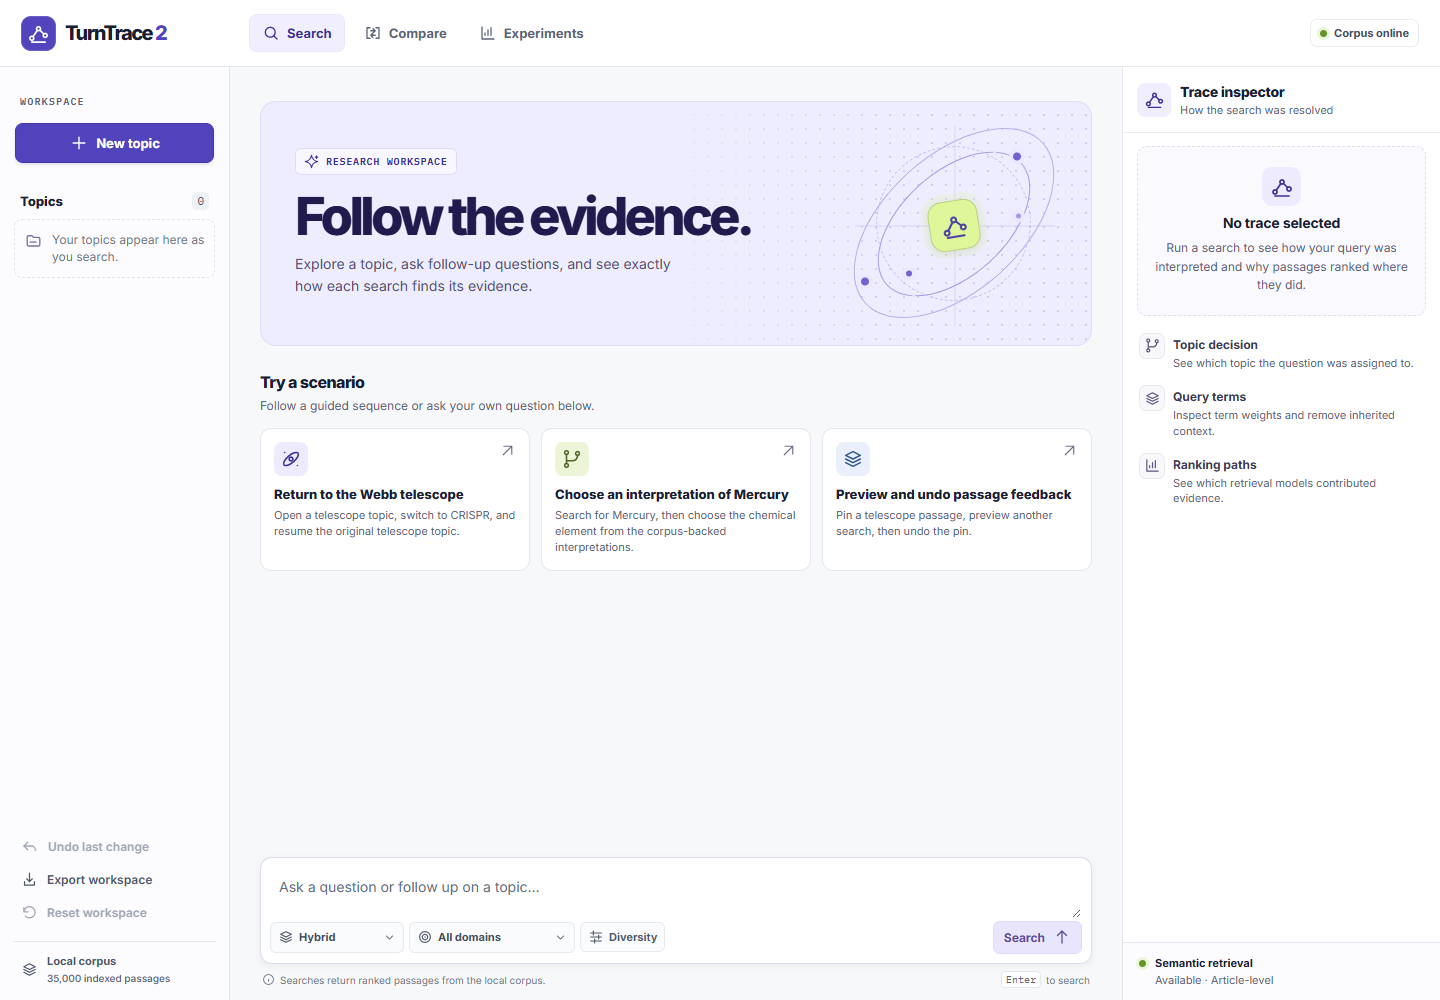 TurnTrace 2
Search
Compare
Experiments
Corpus online
WORKSPACE
New topic
Topics
0
Your topics appear here as
you search.
Undo last change
Export workspace
Reset workspace
Local corpus
35,000 indexed passages
RESEARCH WORKSPACE
Follow the evidence.
Explore a topic, ask follow-up questions, and see exactly
how each search finds its evidence.
Try a scenario
Follow a guided sequence or ask your own question below.
Return to the Webb telescope
Open a telescope topic, switch to CRISPR, and
resume the original telescope topic.
Choose an interpretation of Mercury
Search for Mercury, then choose the chemical
element from the corpus-backed
interpretations.
Preview and undo passage feedback
Pin a telescope passage, preview another
search, then undo the pin.
Ask a question or follow up on a topic...
Hybrid
All domains
Diversity
Search
Searches return ranked passages from the local corpus.
Enter to search
Trace inspector
How the search was resolved
No trace selected
Run a search to see how your query was
interpreted and why passages ranked where
they did.
Topic decision
See which topic the question was assigned to.
Query terms
Inspect term weights and remove inherited
context.
Ranking paths
See which retrieval models contributed
evidence.
Semantic retrieval
Available · Article-level